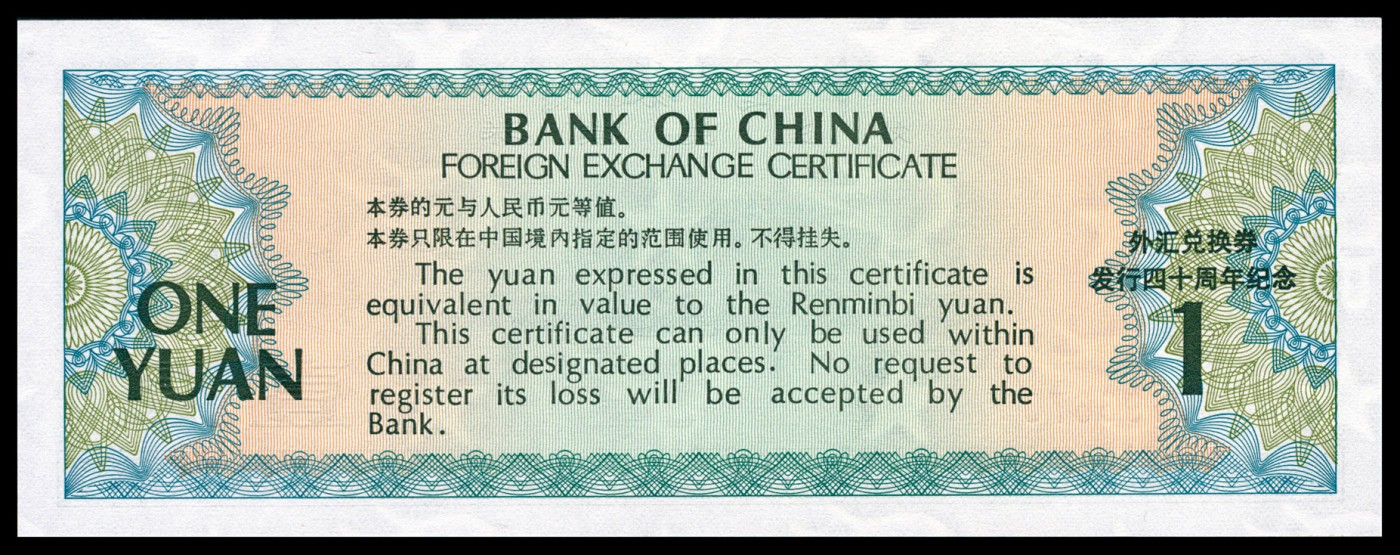 BANK OF CHINA
FOREIGN EXCHANGE CERTIFICATE
本券的元与人民币元等值。
本券只限在中国境内指定的范围使用。不得挂失。
The yuan expressed in this certificate is
equivalent in value to the Renminbi yuan.
This certificate can only be used within
China at designated places. No request to
register its loss will be accepted by the
Bank.
ONE
YUAN
外汇兑换券
发行四十周年纪念
1